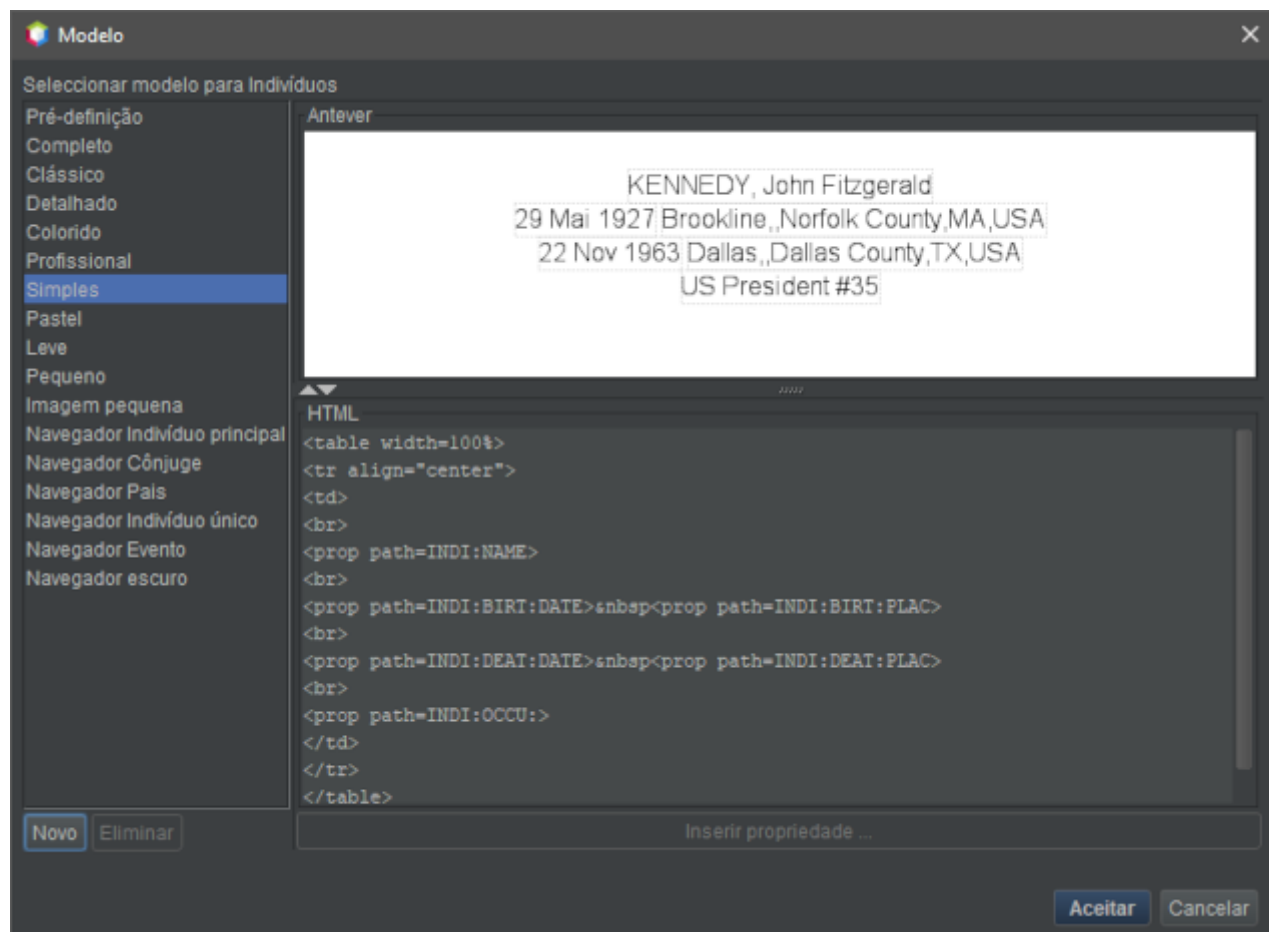 Modelo
Seleccionar modelo para Indivíduos
Pré-definição
Completo
Clássico
Detalhado
Colorido
Profissional
Simples
Pastel
Leve
Pequeno
Imagem pequena
Navegador Indivíduo principal
Navegador Cônjuge
Navegador Pais
Navegador Indivíduo único
Navegador Evento
Navegador escuro
Novo
Eliminar
Antever
KENNEDY, John Fitzgerald
29 Mai 1927 Brookline,,Norfolk County,MA,USA
22 Nov 1963 Dallas,,Dallas County,TX,USA
US President #35
HTML
<table width=100%>
<tr align="center">
<td>
<br>
<prop path=INDI:NAME>
<br>
<prop path=INDI:BIRT:DATE>&nbsp<prop path=INDI:BIRT:PLAC>
<br>
<prop path=INDI:DEAT:DATE>&nbsp<prop path=INDI:DEAT:PLAC>
<br>
<prop path=INDI:OCCU:>
</td>
</tr>
</table>
Inserir propriedade ...
Aceitar
Cancelar